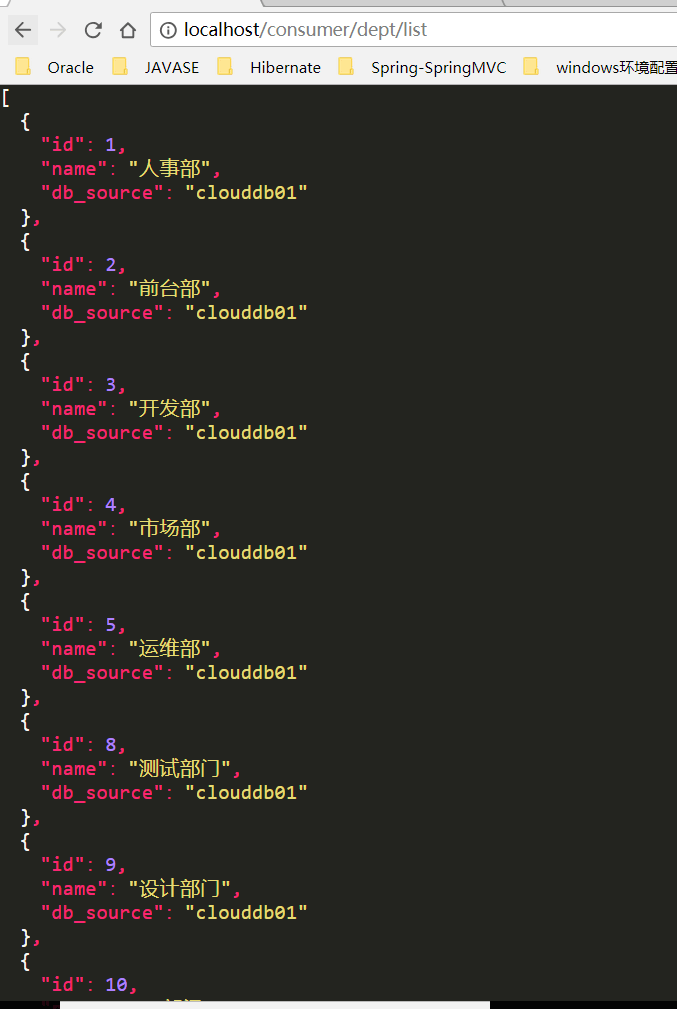 localhost/consumer/dept/list
Oracle JAVASE Hibernate Spring-SpringMVC windows环境配置
[
{
"id": 1,
"name": "人事部",
"db_source": "clouddb01"
},
{
"id": 2,
"name": "前台部",
"db_source": "clouddb01"
},
{
"id": 3,
"name": "开发部",
"db_source": "clouddb01"
},
{
"id": 4,
"name": "市场部",
"db_source": "clouddb01"
},
{
"id": 5,
"name": "运维部",
"db_source": "clouddb01"
},
{
"id": 8,
"name": "测试部门",
"db_source": "clouddb01"
},
{
"id": 9,
"name": "设计部门",
"db_source": "clouddb01"
},
{
"id": 10,